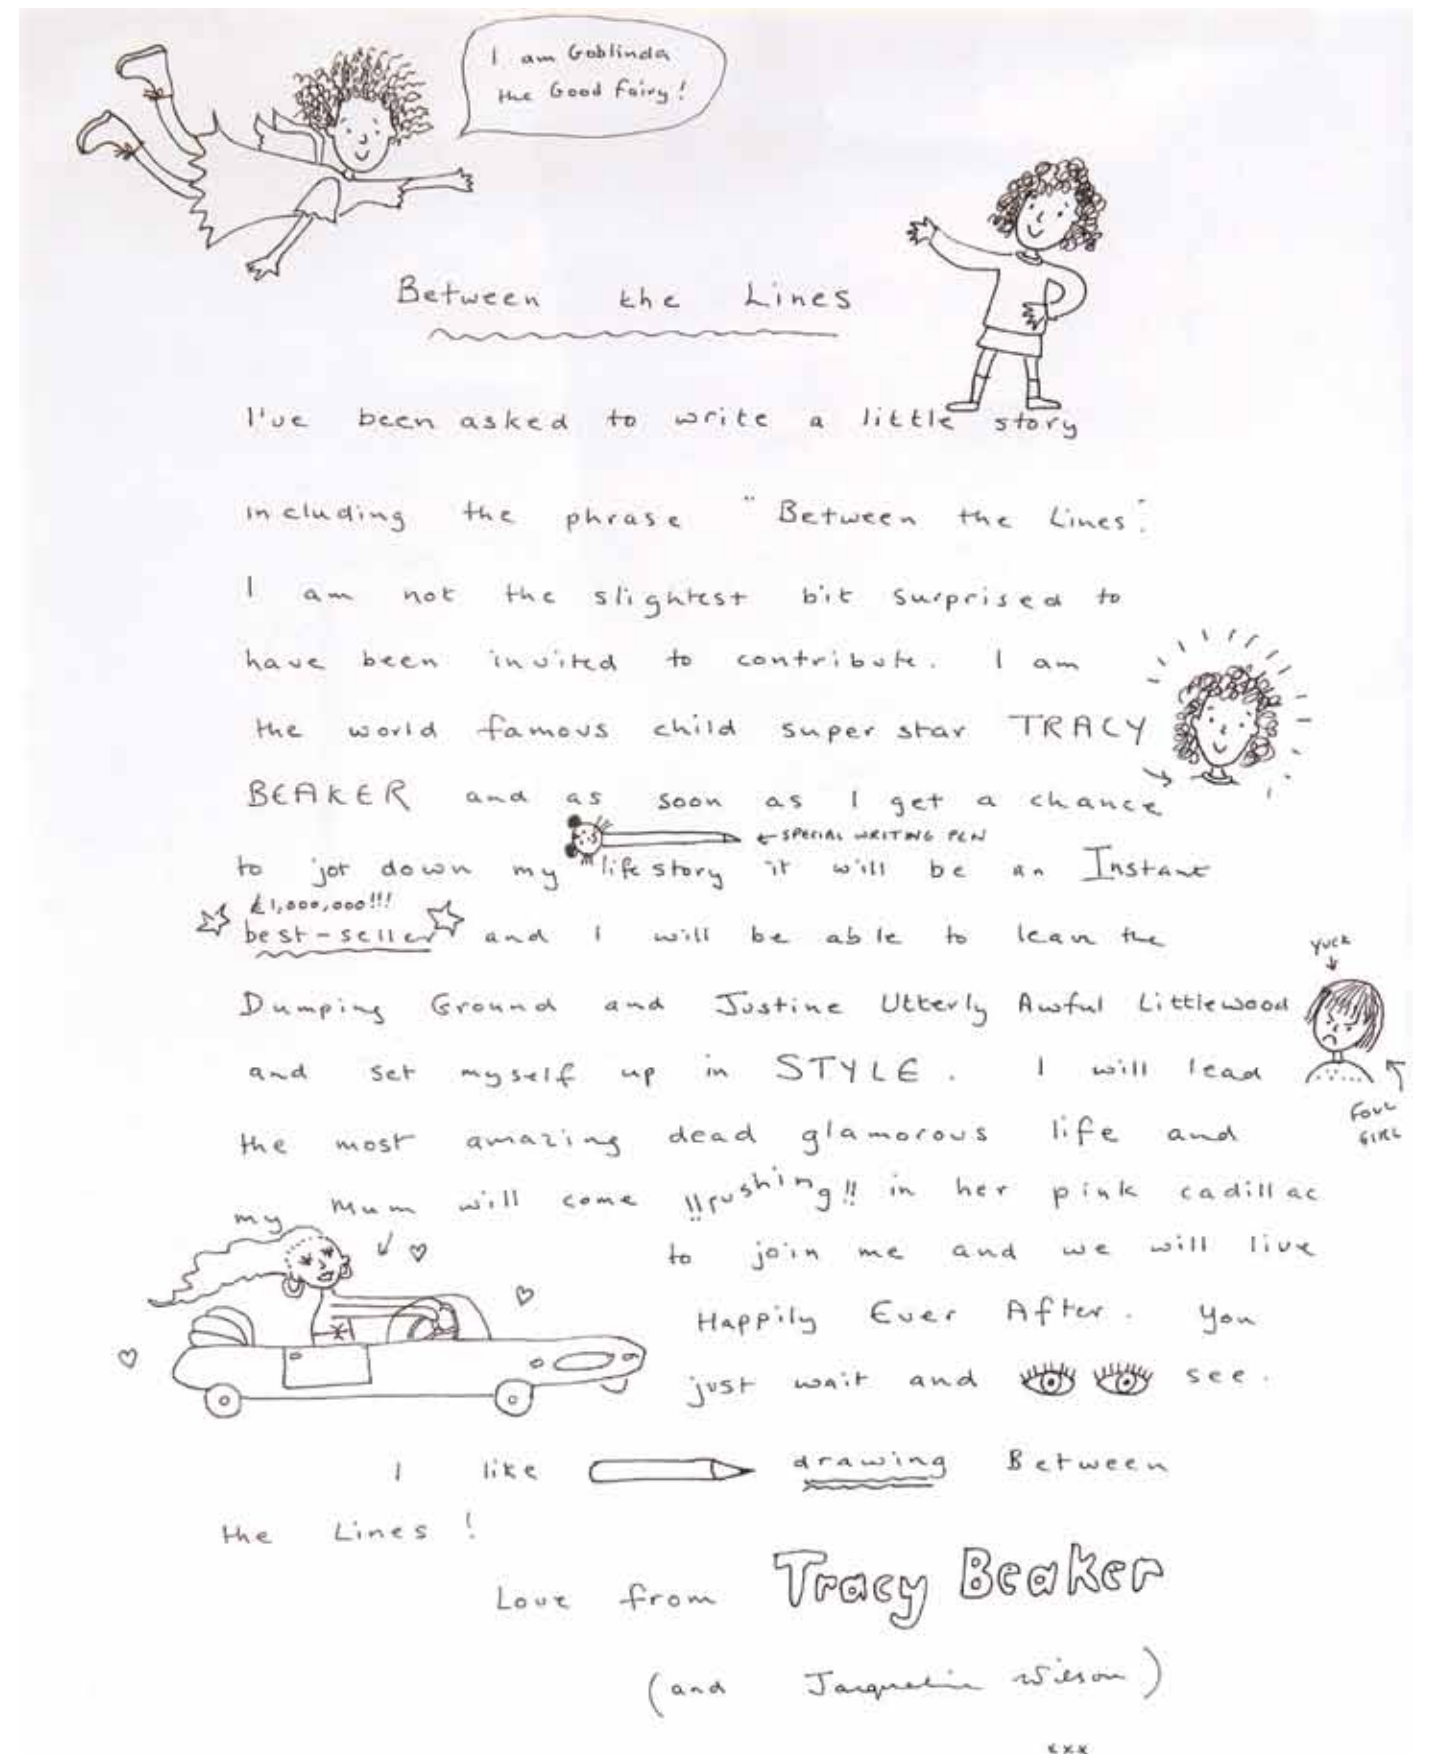 I am Goblinda
the Good Fairy!
Between the Lines
I've been asked to write a little story
including the phrase "Between the Lines".
I am not the slightest bit surprised to
have been invited to contribute. I am
the world famous child super star TRACY
BEAKER and as soon as I get a chance
← SPECIAL WRITING PEN
to jot down my life story it will be an Instant
£1,000,000!!!
best-seller and I will be able to leave the
YUCK
Dumping Ground and Justine Utterly Awful Littlewood
and set myself up in STYLE. I will lead
FOUL
GIRL
the most amazing dead glamorous life and
my Mum will come !!rushing!! in her pink cadillac
to join me and we will live
Happily Ever After. You
just wait and see.
I like drawing Between
the Lines!
Love from Tracy Beaker
(and Jacqueline Wilson)
xxx